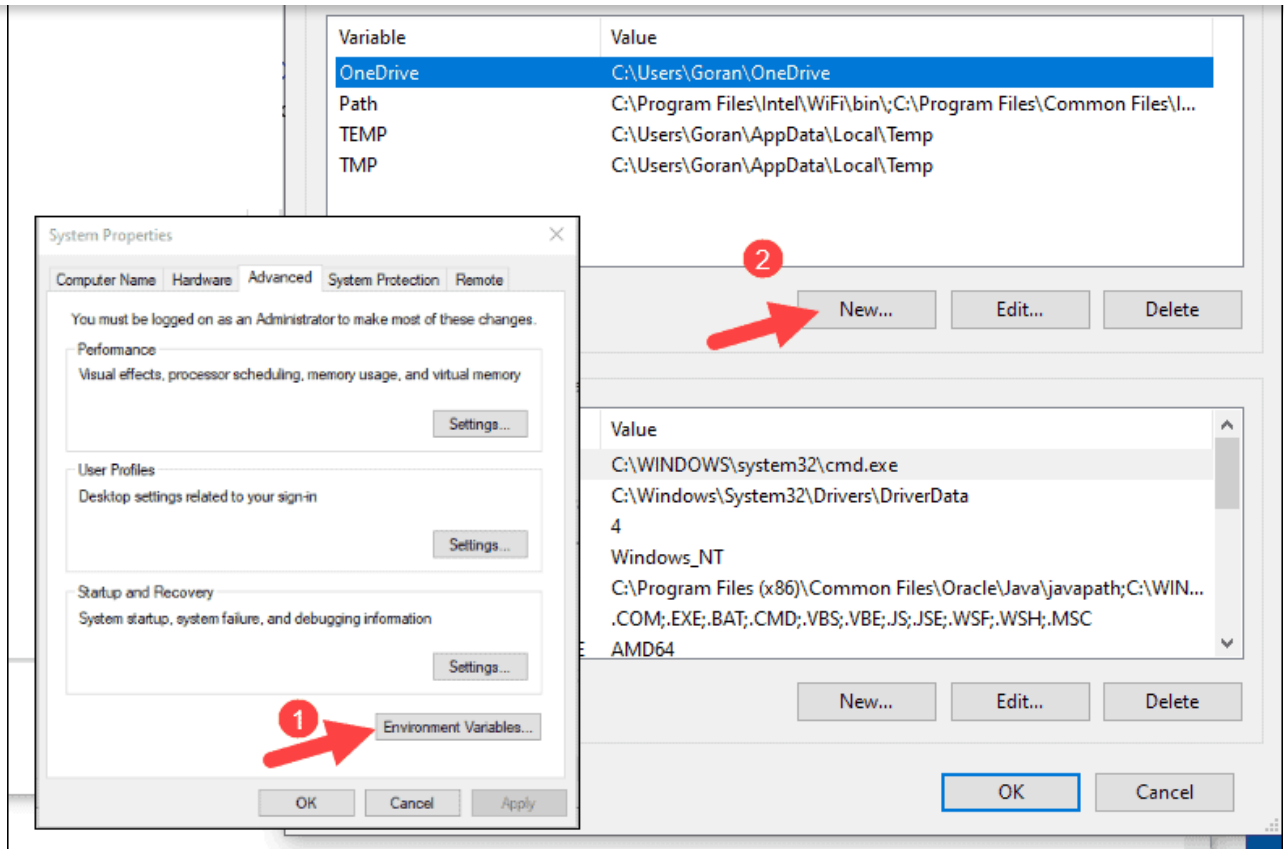 Variable Value
OneDrive C:\Users\Goran\OneDrive
Path C:\Program Files\Intel\WiFi\bin\;C:\Program Files\Common Files\I...
TEMP C:\Users\Goran\AppData\Local\Temp
TMP C:\Users\Goran\AppData\Local\Temp
2
New... Edit... Delete
System Properties
Computer Name Hardware Advanced System Protection Remote
You must be logged on as an Administrator to make most of these changes.
Performance
Visual effects, processor scheduling, memory usage, and virtual memory
Settings...
User Profiles
Desktop settings related to your sign-in
Settings...
Startup and Recovery
System startup, system failure, and debugging information
Settings...
1
Environment Variables...
OK Cancel Apply
Value
C:\WINDOWS\system32\cmd.exe
C:\Windows\System32\Drivers\DriverData
4
Windows_NT
C:\Program Files (x86)\Common Files\Oracle\Java\javapath;C:\WIN...
.COM;.EXE;.BAT;.CMD;.VBS;.VBE;.JS;.JSE;.WSF;.WSH;.MSC
E AMD64
New... Edit... Delete
OK Cancel